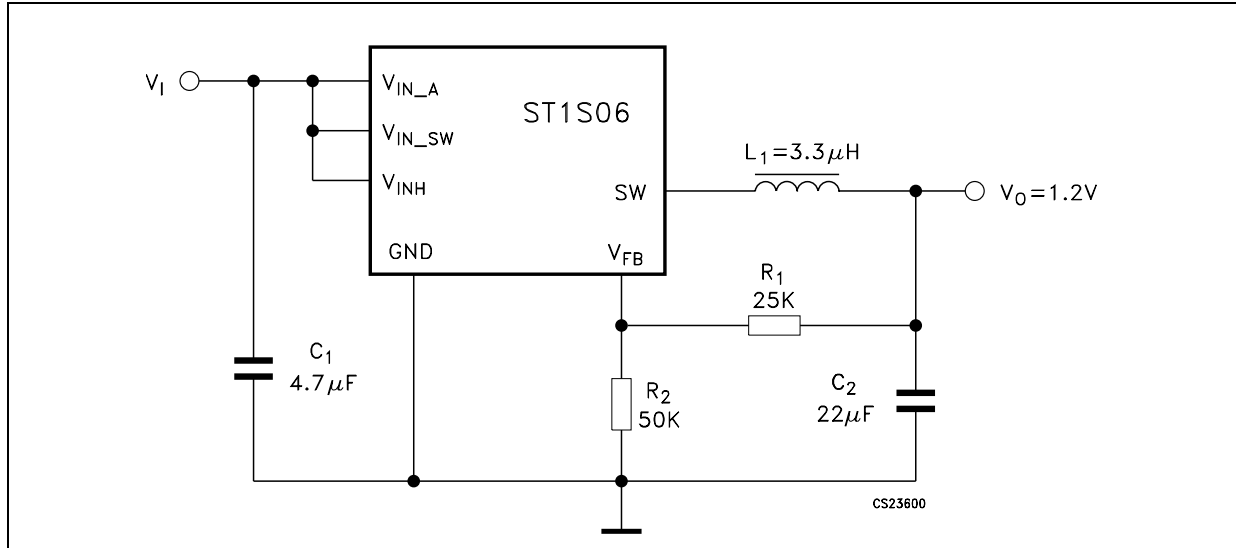 V_I
V_IN_A
ST1S06
V_IN_SW
L_1=3.3μH
V_INH
SW
V_O=1.2V
GND
V_FB
R_1
25K
C_1
4.7μF
R_2
50K
C_2
22μF
CS23600